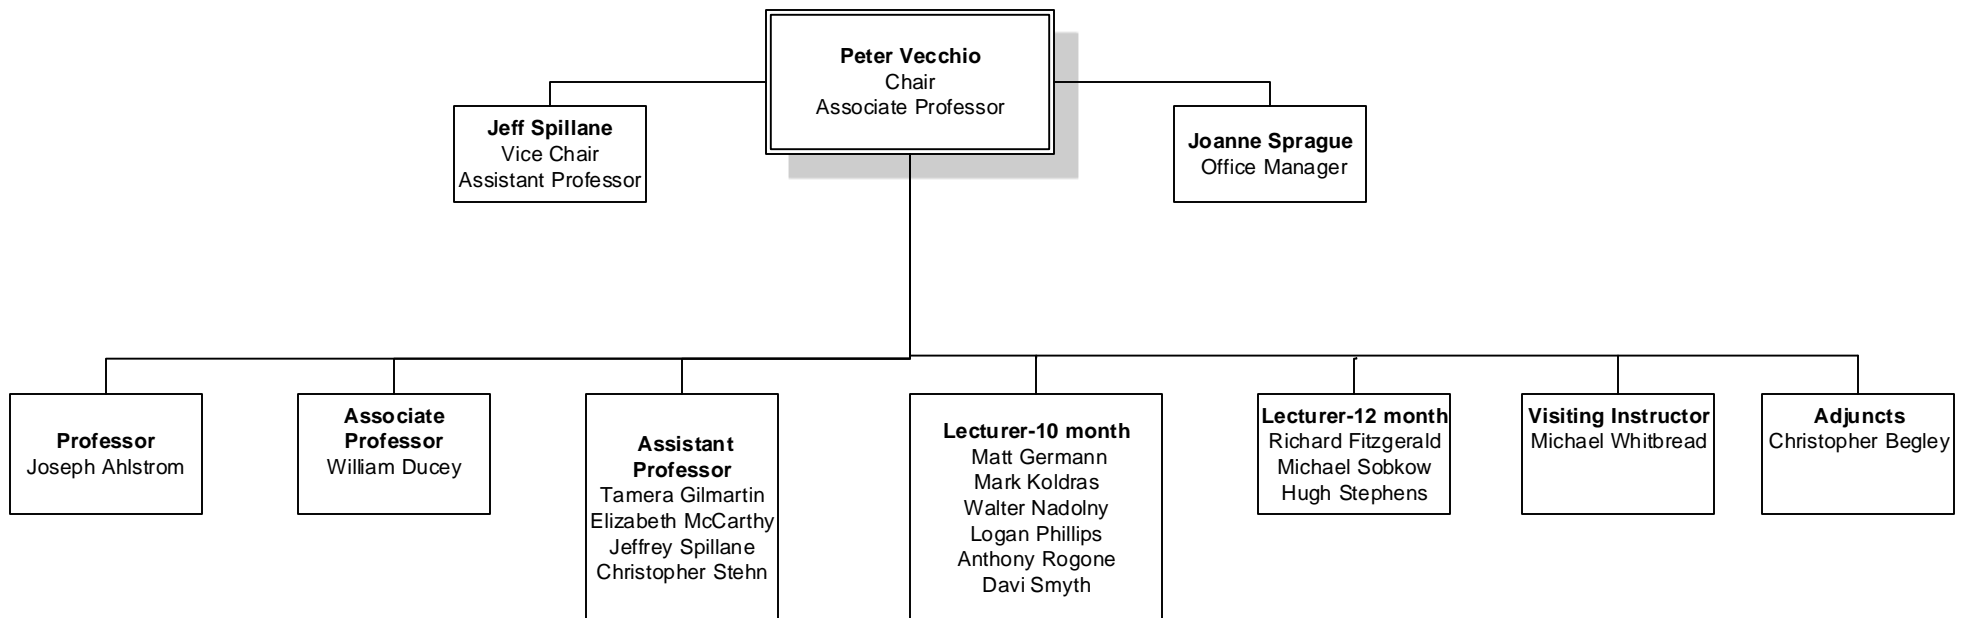 Peter Vecchio
Chair
Associate Professor
Jeff Spillane
Vice Chair
Assistant Professor
Joanne Sprague
Office Manager
Professor
Joseph Ahlstrom
Associate
Professor
William Ducey
Assistant
Professor
Tamera Gilmartin
Elizabeth McCarthy
Jeffrey Spillane
Christopher Stehn
Lecturer-10 month
Matt Germann
Mark Koldras
Walter Nadolny
Logan Phillips
Anthony Rogone
Davi Smyth
Lecturer-12 month
Richard Fitzgerald
Michael Sobkow
Hugh Stephens
Visiting Instructor
Michael Whitbread
Adjuncts
Christopher Begley